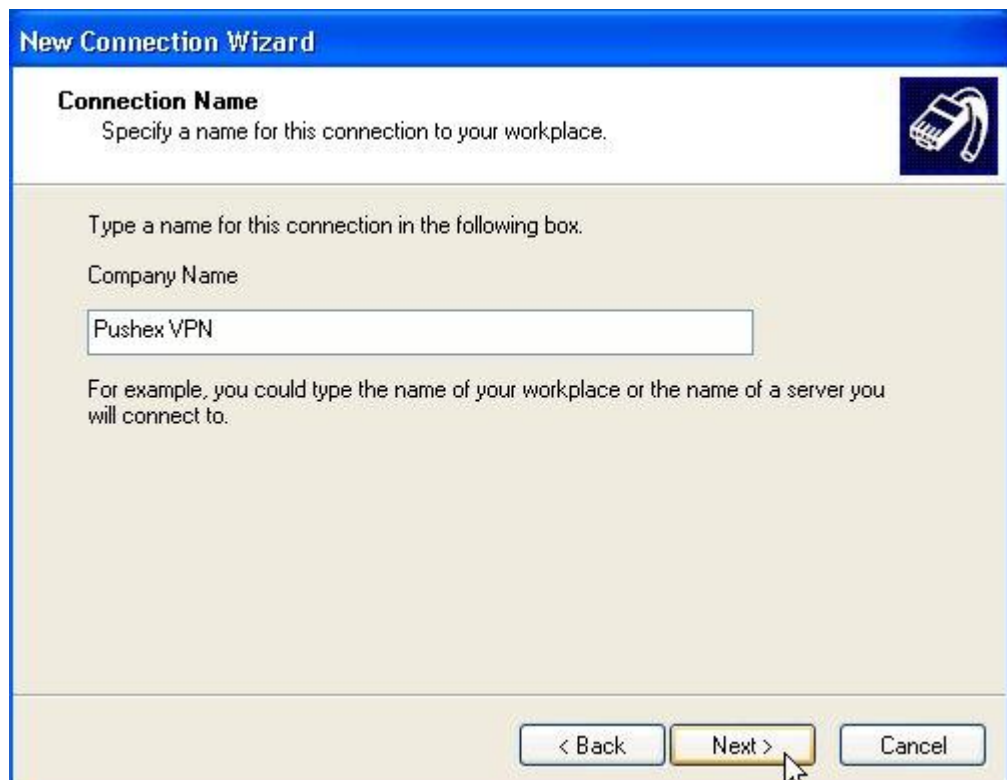 New Connection Wizard
Connection Name
Specify a name for this connection to your workplace.
Type a name for this connection in the following box.
Company Name
Pushex VPN
For example, you could type the name of your workplace or the name of a server you
will connect to.
< Back Next > Cancel